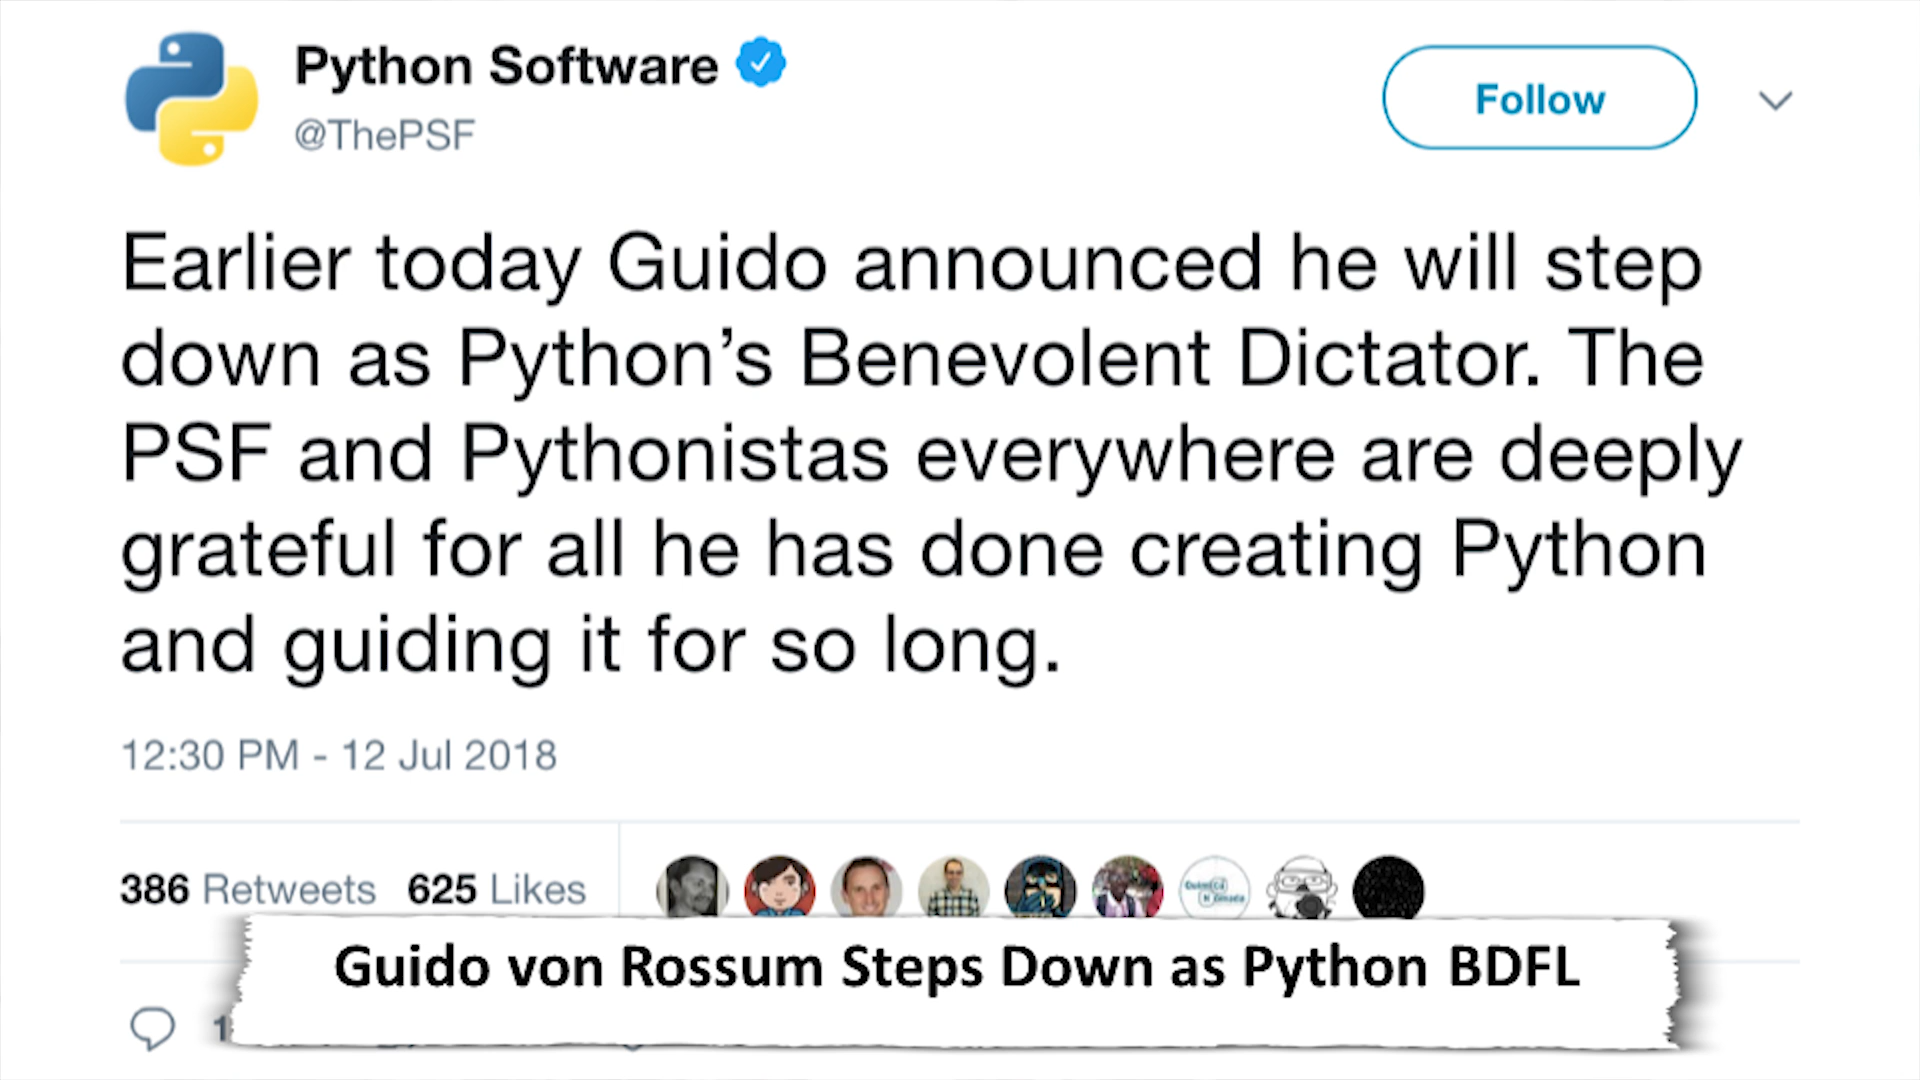 Python Software
@ThePSF
Follow
Earlier today Guido announced he will step
down as Python’s Benevolent Dictator. The
PSF and Pythonistas everywhere are deeply
grateful for all he has done creating Python
and guiding it for so long.
12:30 PM - 12 Jul 2018
386 Retweets 625 Likes
Guido von Rossum Steps Down as Python BDFL